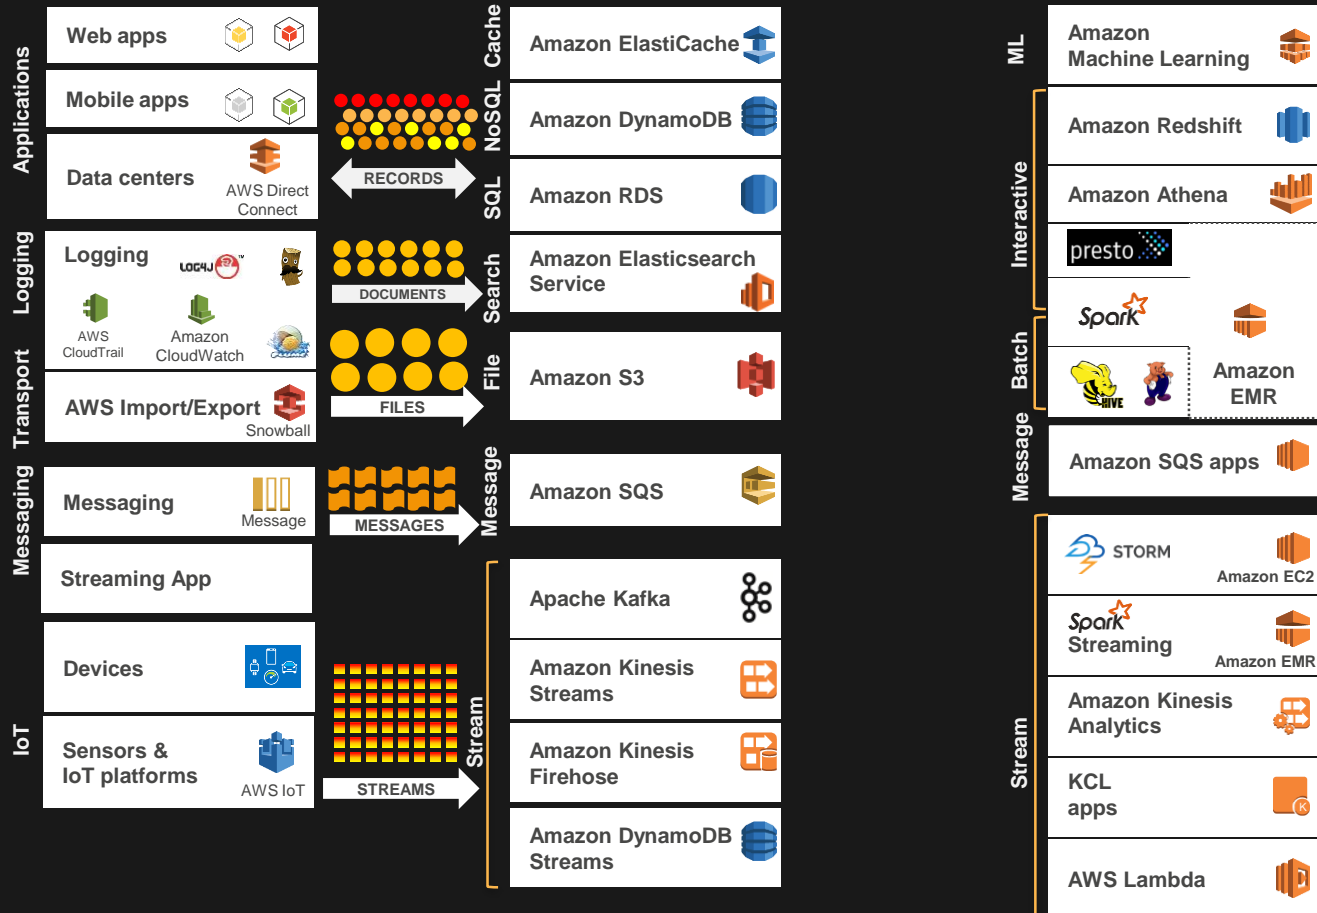 Applications
Web apps
Mobile apps
Data centers
AWS Direct
Connect
Logging
Logging
LOG4J
TM
AWS
CloudTrail
Amazon
CloudWatch
Transport
AWS Import/Export
Snowball
Messaging
Messaging
Message
Streaming App
IoT
Devices
Sensors &
IoT platforms
AWS IoT
RECORDS
DOCUMENTS
FILES
MESSAGES
STREAMS
Cache
Amazon ElastiCache
NoSQL
Amazon DynamoDB
SQL
Amazon RDS
Search
Amazon Elasticsearch
Service
File
Amazon S3
Message
Amazon SQS
Stream
Apache Kafka
Amazon Kinesis
Streams
Amazon Kinesis
Firehose
Amazon DynamoDB
Streams
ML
Amazon
Machine Learning
Interactive
Amazon Redshift
Amazon Athena
presto
Spark
Batch
HIVE
Amazon
EMR
Message
Amazon SQS apps
Stream
STORM
Amazon EC2
Spark
Streaming
Amazon EMR
Amazon Kinesis
Analytics
KCL
apps
K
AWS Lambda